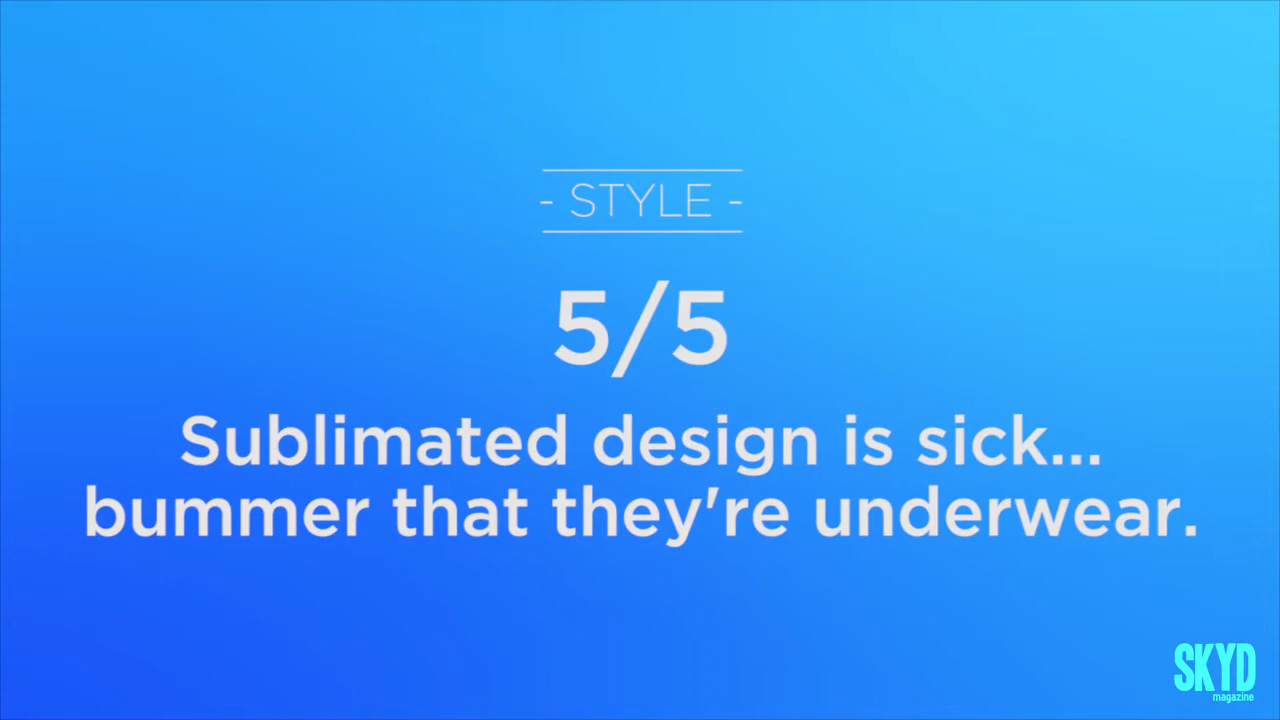 - STYLE -
5/5
Sublimated design is sick...
bummer that they're underwear.
SKYD
magazine